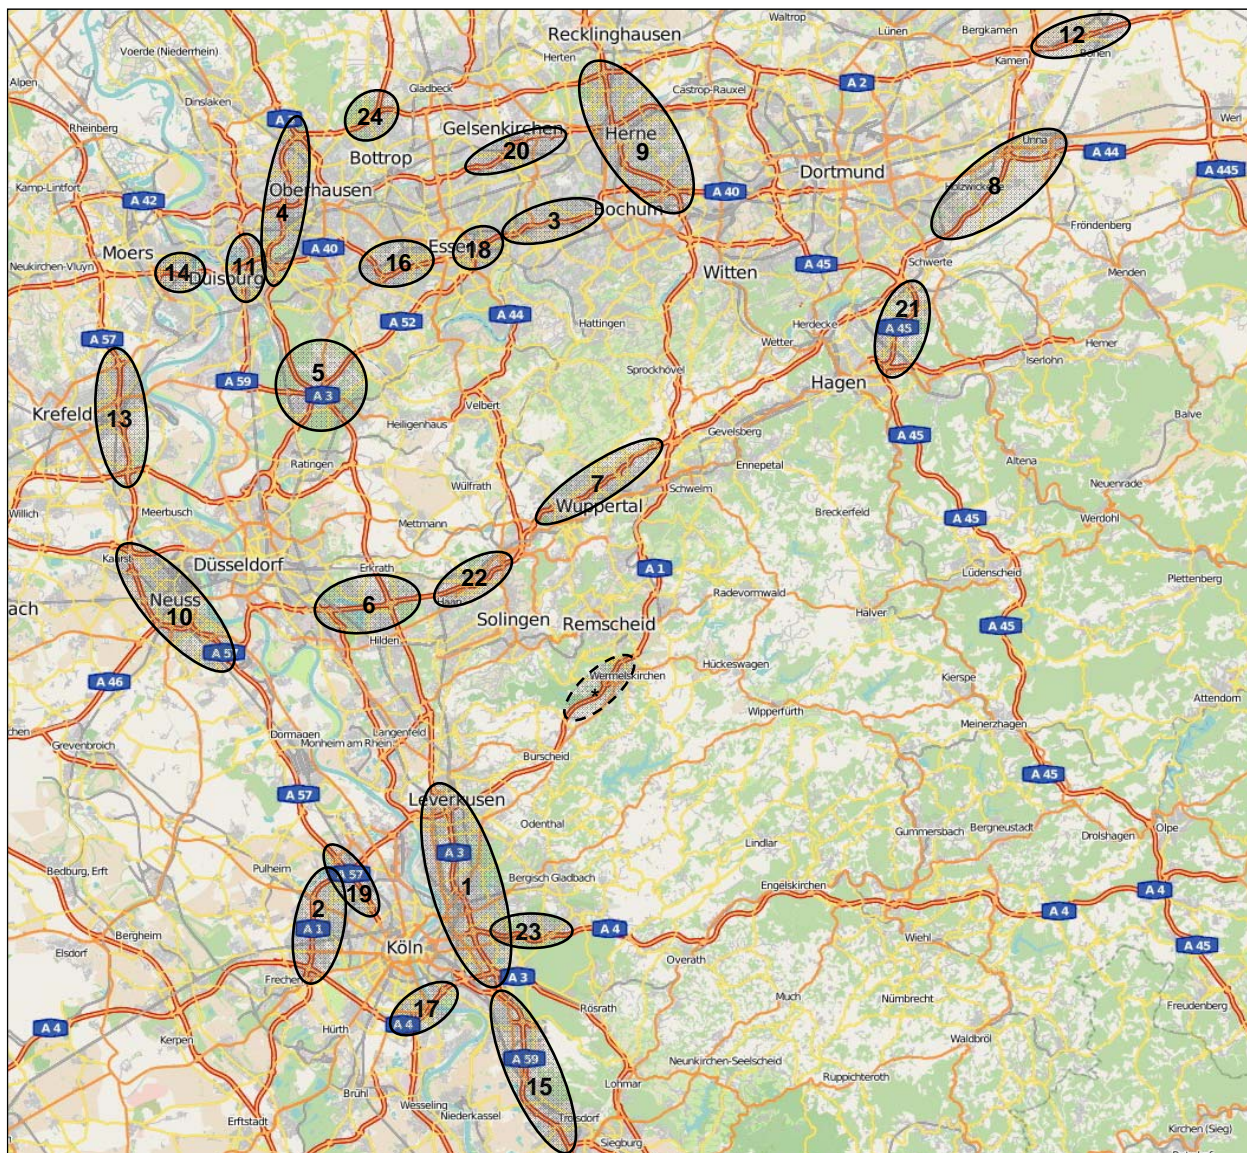 Waltrop
Recklinghausen
Lünen
Bergkamen
12
Voerde (Niederrhein)
Herten
Kamen
Bönen
Alpen
A 2
Gladbeck
Castrop-Rauxel
Dinslaken
24
Werl
Rheinberg
Gelsenkirchen
Herne
Unna
20
9
Bottrop
A 44
Dortmund
A 445
Kamp-Lintfort
Oberhausen
8
Holzwickede
A 42
A 40
4
Bochum
3
Fröndenberg
Moers
A 40
Essen
18
Schwerte
Neukirchen-Vluyn
14
11
16
A 45
Witten
Menden
Duisburg
21
A 44
A 52
Hattingen
Herdecke
A 45
A 57
Wetter
Hemer
Iserlohn
5
Sprockhövel
A 59
A 3
Hagen
Krefeld
13
Velbert
Balve
Heiligenhaus
Gevelsberg
A 45
Ratingen
Ennepetal
Altena
Wülfrath
7
Schwelm
Neuenrade
Willich
Meerbusch
Wuppertal
Breckerfeld
A 45
Werdohl
Mettmann
Kaarst
Düsseldorf
Erkrath
A 1
Lüdenscheid
22
Plettenberg
Neuss
6
Haan
Radevormwald
ach
10
Solingen
Remscheid
Halver
A 45
Hilden
A 57
Hückeswagen
A 46
Wermelskirchen
Kierspe
*
Attendorn
Wipperfürth
Meinerzhagen
chen
Dormagen
Langenfeld
Grevenbroich
Monheim am Rhein
Burscheid
A 45
A 57
Leverkusen
Odenthal
Gummersbach
Bergneustadt
Olpe
Drolshagen
Lindlar
A 3
Bedburg, Erft
Pulheim
A 57
Bergisch Gladbach
1
Engelskirchen
A 4
19
2
A 4
A 1
23
A 4
Bergheim
Köln
Wiehl
A 45
Elsdorf
Overath
Frechen
A 3
Much
Nümbrecht
Freudenberg
17
Rösrath
A 4
A 4
Hürth
Kerpen
Waldbröl
A 59
Neunkirchen-Seelscheid
Lohmar
15
Ruppichteroth
Brühl
Wesseling
Niederkassel
Troisdorf
Erftstadt
Siegburg
Kirchen (Sieg)